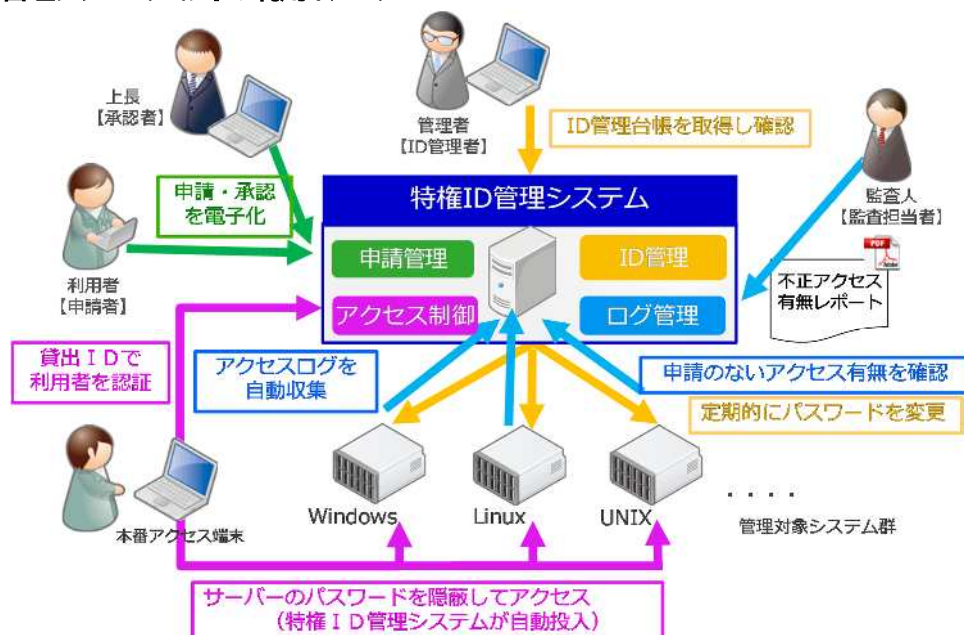 上長
【承認者】
管理者
【ID管理者】
ID管理台帳を取得し確認
監査人
【監査担当者】
申請・承認
を電子化
特権ID管理システム
利用者
【申請者】
申請管理
ID管理
アクセス制御
ログ管理
PDF
Adobe
不正アクセス
有無レポート
貸出IDで
利用者を認証
アクセスログを
自動収集
申請のないアクセス有無を確認
定期的にパスワードを変更
本番アクセス端末
Windows
Linux
UNIX
・・・・
管理対象システム群
サーバーのパスワードを隠蔽してアクセス
（特権ID管理システムが自動投入）